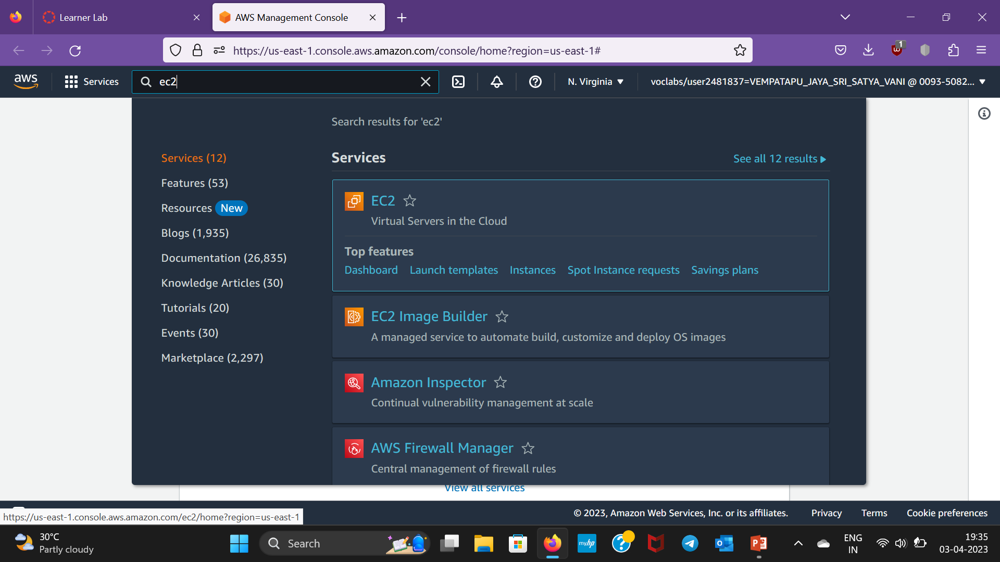 Learner Lab
AWS Management Console
https://us-east-1.console.aws.amazon.com/console/home?region=us-east-1#
1
aws
Services
ec2
N. Virginia
voclabs/user2481837=VEMPATAPU_JAYA_SRI_SATYA_VANI @ 0093-5082...
Search results for 'ec2'
Services (12)
Features (53)
Resources New
Blogs (1,935)
Documentation (26,835)
Knowledge Articles (30)
Tutorials (20)
Events (30)
Marketplace (2,297)
Services
See all 12 results
EC2
Virtual Servers in the Cloud
Top features
Dashboard Launch templates Instances Spot Instance requests Savings plans
EC2 Image Builder
A managed service to automate build, customize and deploy OS images
Amazon Inspector
Continual vulnerability management at scale
AWS Firewall Manager
Central management of firewall rules
View all services
https://us-east-1.console.aws.amazon.com/ec2/home?region=us-east-1
© 2023, Amazon Web Services, Inc. or its affiliates. Privacy Terms Cookie preferences
30°C
Partly cloudy
Search
myhp
ENG
IN
19:35
03-04-2023